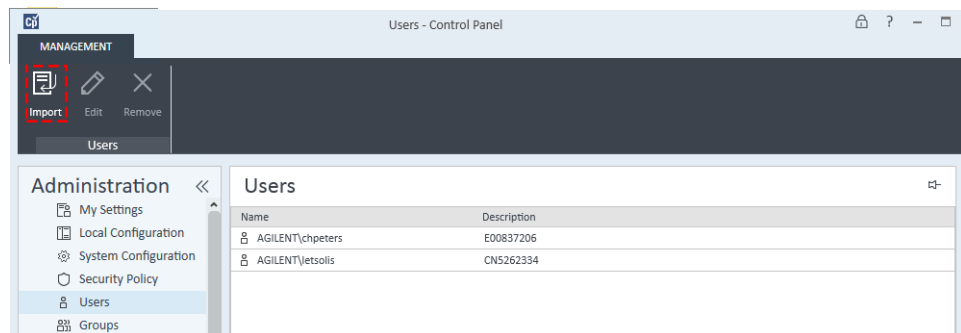 Cp
Users - Control Panel
?
MANAGEMENT
Import Edit Remove
Users
Administration
My Settings
Local Configuration
System Configuration
Security Policy
Users
Groups
Users
Name Description
AGILENT\chpeters E00837206
AGILENT\letsolis CN5262334